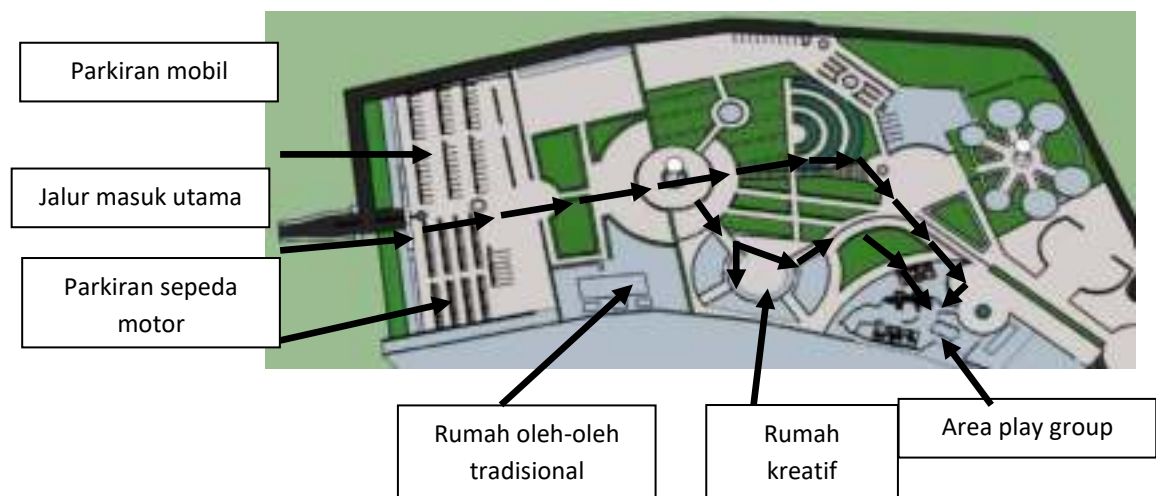 Parkiran mobil
Jalur masuk utama
Parkiran sepeda
motor
Rumah oleh-oleh
tradisional
Rumah
kreatif
Area play group